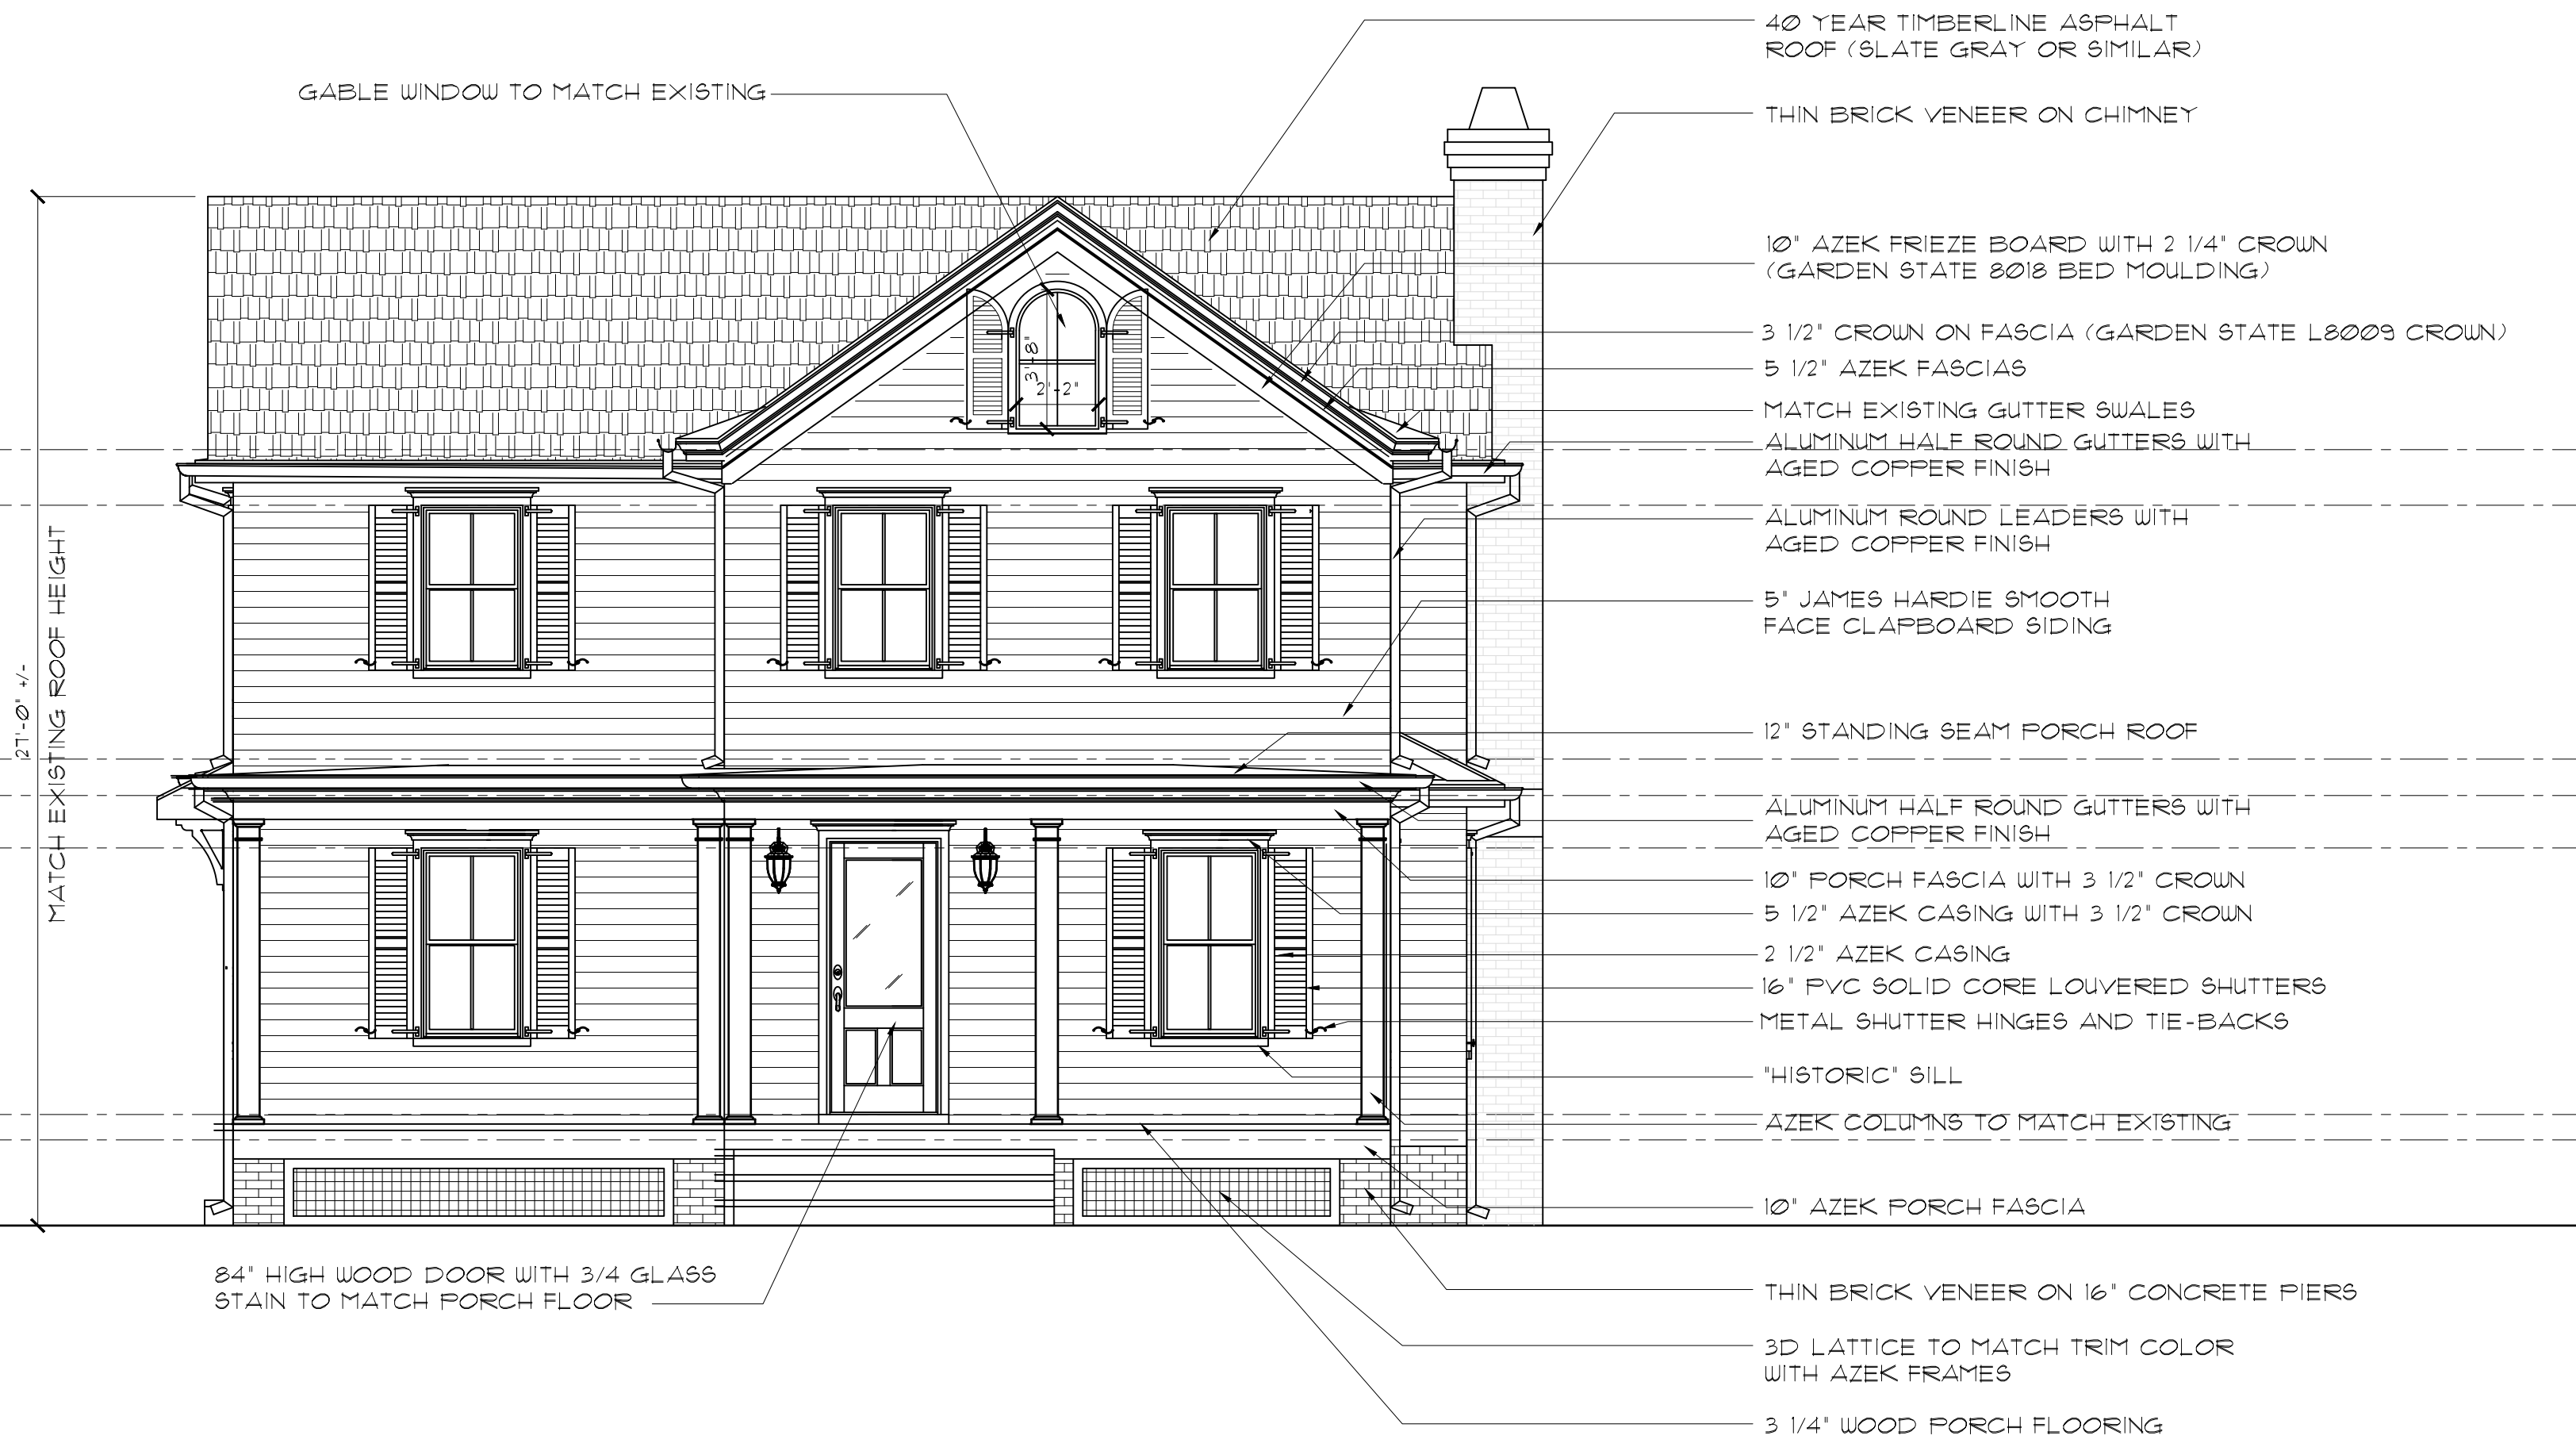 40 YEAR TIMBERLINE ASPHALT
ROOF (SLATE GRAY OR SIMILAR)
GABLE WINDOW TO MATCH EXISTING
THIN BRICK VENEER ON CHIMNEY
10" AZEK FRIEZE BOARD WITH 2 1/4" CROWN
(GARDEN STATE 8018 BED MOULDING)
3 1/2" CROWN ON FASCIA (GARDEN STATE L8009 CROWN)
3'-8"
2'-2"
5 1/2" AZEK FASCIAS
MATCH EXISTING GUTTER SWALES
ALUMINUM HALF ROUND GUTTERS WITH
AGED COPPER FINISH
ALUMINUM ROUND LEADERS WITH
AGED COPPER FINISH
5" JAMES HARDIE SMOOTH
FACE CLAPBOARD SIDING
27'-0" +/-
MATCH EXISTING ROOF HEIGHT
12" STANDING SEAM PORCH ROOF
ALUMINUM HALF ROUND GUTTERS WITH
AGED COPPER FINISH
10" PORCH FASCIA WITH 3 1/2" CROWN
5 1/2" AZEK CASING WITH 3 1/2" CROWN
2 1/2" AZEK CASING
16" PVC SOLID CORE LOUVERED SHUTTERS
METAL SHUTTER HINGES AND TIE-BACKS
"HISTORIC" SILL
AZEK COLUMNS TO MATCH EXISTING
10" AZEK PORCH FASCIA
84" HIGH WOOD DOOR WITH 3/4 GLASS
STAIN TO MATCH PORCH FLOOR
THIN BRICK VENEER ON 16" CONCRETE PIERS
3D LATTICE TO MATCH TRIM COLOR
WITH AZEK FRAMES
3 1/4" WOOD PORCH FLOORING